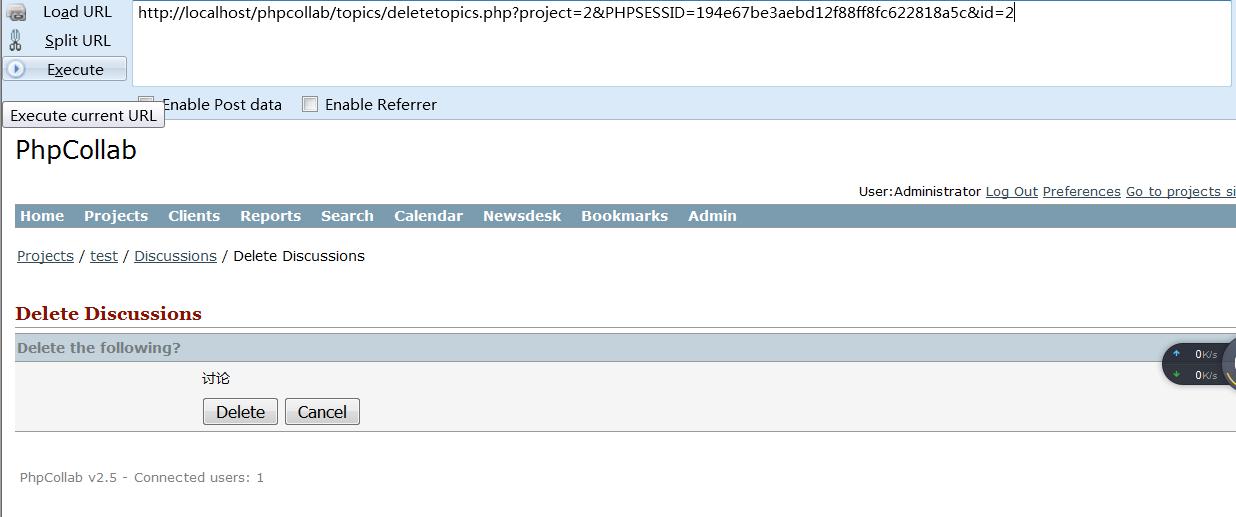 Load URL
http://localhost/phpcollab/topics/deletetopics.php?project=2&PHPSESSID=194e67be3aebd12f88ff8fc622818a5c&id=2
Split URL
Execute
Enable Post data Enable Referrer
Execute current URL
PhpCollab
User:Administrator Log Out Preferences Go to projects si
Home Projects Clients Reports Search Calendar Newsdesk Bookmarks Admin
Projects / test / Discussions / Delete Discussions
Delete Discussions
Delete the following?
0K/s
0K/s
讨论
Delete Cancel
PhpCollab v2.5 - Connected users: 1